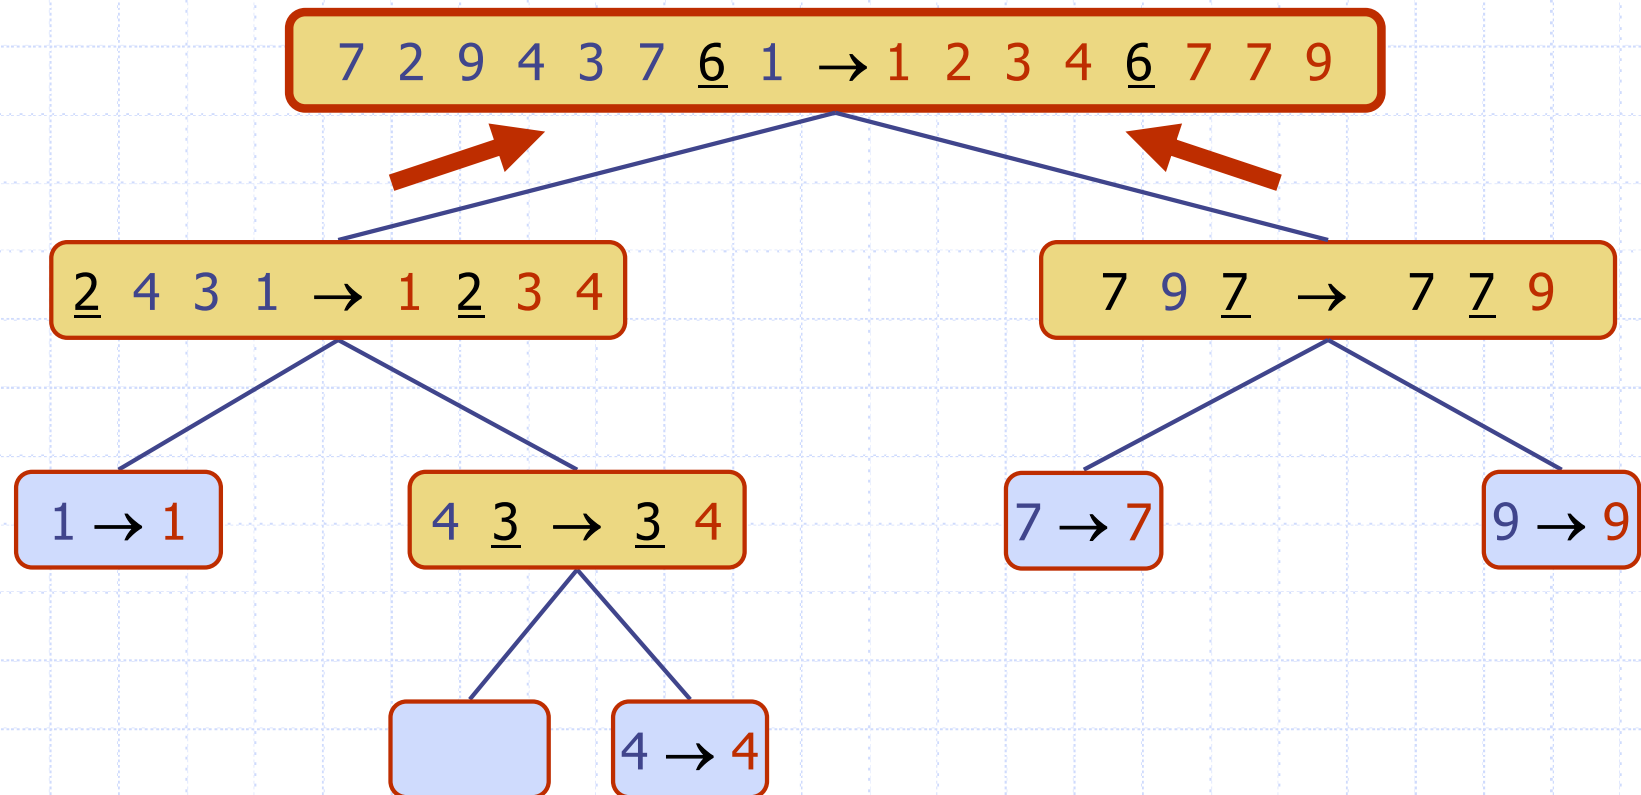 7 2 9 4 3 7 6 1 → 1 2 3 4 6 7 7 9
2 4 3 1 → 1 2 3 4
7 9 7 → 7 7 9
1 → 1
4 3 → 3 4
7 → 7
9 → 9
4 → 4